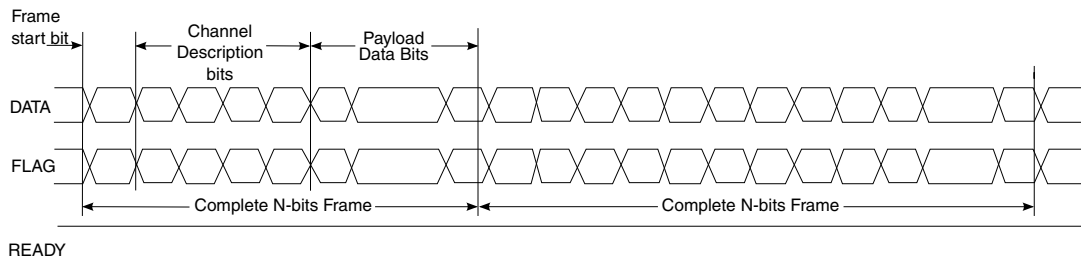 Frame
start bit
Channel
Description
bits
Payload
Data Bits
DATA
FLAG
Complete N-bits Frame
Complete N-bits Frame
READY